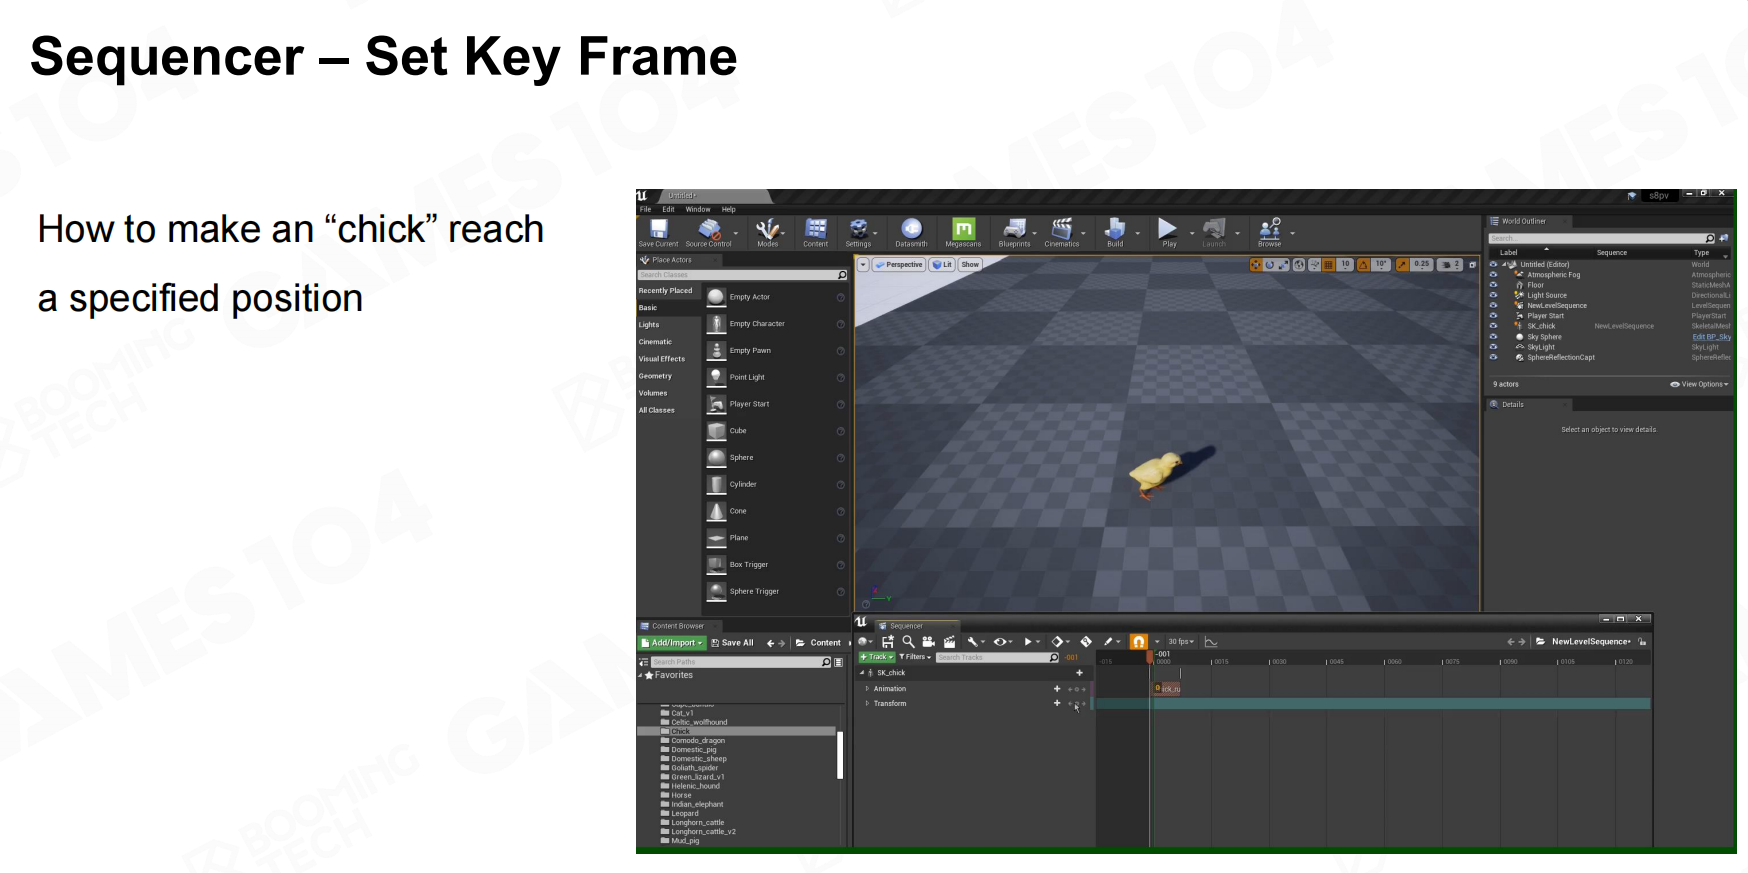 Sequencer – Set Key Frame
How to make an “chick” reach
a specified position
Untitled*
s8pv
File Edit Window Help
Save Current Source Control Modes Content Settings Datasmith Megascans Blueprints Cinematics Build Play Launch Browse
Place Actors
Search Classes
Recently Placed
Basic
Lights
Cinematic
Visual Effects
Geometry
Volumes
All Classes
Empty Actor
Empty Character
Empty Pawn
Point Light
Player Start
Cube
Sphere
Cylinder
Cone
Plane
Box Trigger
Sphere Trigger
Perspective Lit Show
10 10° 0.25 2
World Outliner
Search...
Label Sequence Type
Untitled (Editor) World
Atmospheric Fog Atmospheric
Floor StaticMeshA
Light Source DirectionalLi
NewLevelSequence LevelSequen
Player Start PlayerStart
SK_chick NewLevelSequence SkeletalMesh
Sky Sphere Edit BP_Sky
SkyLight SkyLight
SphereReflectionCapt SphereReflec
9 actors View Options
Details
Select an object to view details.
Content Browser
Add/Import Save All Content
Search Paths
Favorites
Cat_v1
Celtic_wolfhound
Chick
Comodo_dragon
Domestic_pig
Domestic_sheep
Goliath_spider
Green_lizard_v1
Helenic_hound
Horse
Indian_elephant
Leopard
Longhorn_cattle
Longhorn_cattle_v2
Mud_pig
Sequencer
30 fps
NewLevelSequence*
+ Track Filters Search Tracks -001
-001
-075 0000 0015 0030 0045 0060 0075 0090 0105 0120
SK_chick
Animation
ick_ru
Transform
GAMES 104
BOOMING TECH